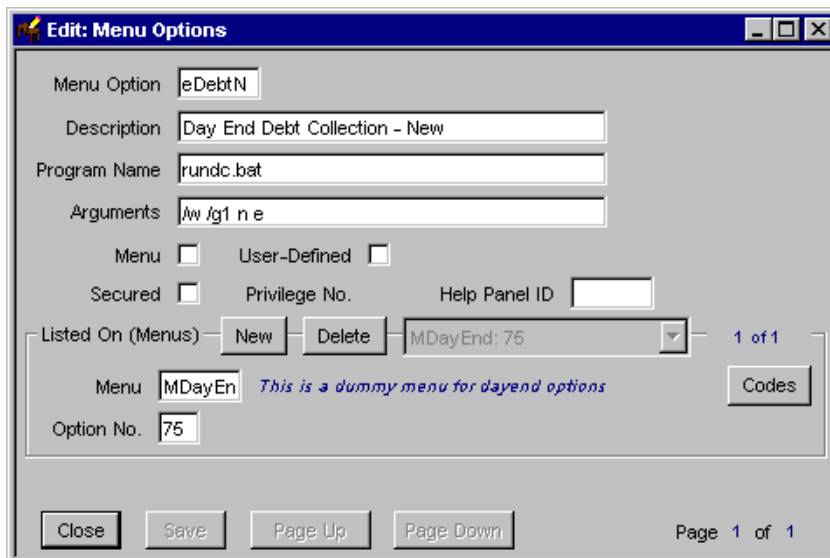 Edit: Menu Options
Menu Option eDebtN
Description Day End Debt Collection - New
Program Name rundc.bat
Arguments /w /g1 n e
Menu User-Defined
Secured Privilege No. Help Panel ID
Listed On (Menus) New Delete MDayEnd: 75 1 of 1
Menu MDayEn This is a dummy menu for dayend options Codes
Option No. 75
Close Save Page Up Page Down Page 1 of 1